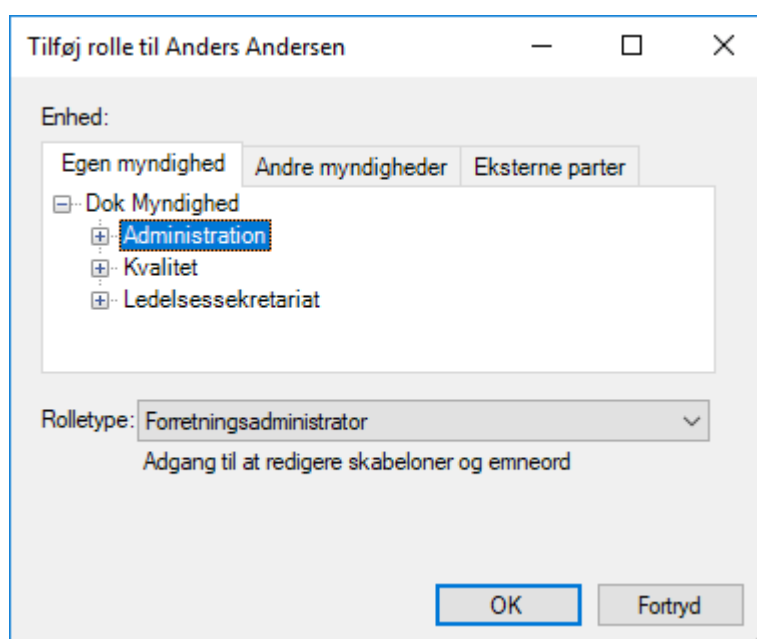 Tilføj rolle til Anders Andersen
Enhed:
Egen myndighed Andre myndigheder Eksterne parter
Dok Myndighed
Administration
Kvalitet
Ledelsessekretariat
Rolletype: Forretningsadministrator
Adgang til at redigere skabeloner og emneord
OK Fortryd